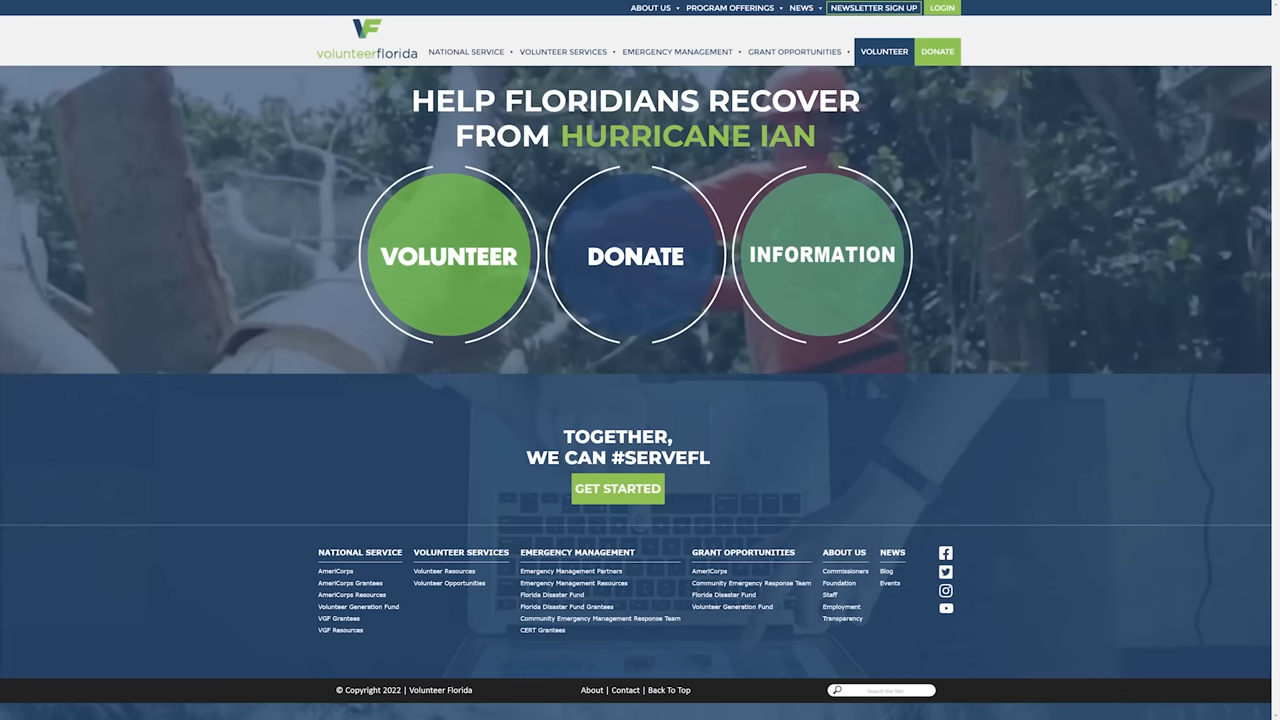 ABOUT US
PROGRAM OFFERINGS
NEWS
NEWSLETTER SIGN UP
LOGIN
VF
volunteerflorida
NATIONAL SERVICE
VOLUNTEER SERVICES
EMERGENCY MANAGEMENT
GRANT OPPORTUNITIES
VOLUNTEER
DONATE
HELP FLORIDIANS RECOVER
FROM HURRICANE IAN
VOLUNTEER
DONATE
INFORMATION
TOGETHER,
WE CAN #SERVEFL
GET STARTED
NATIONAL SERVICE
AmeriCorps
AmeriCorps Grantees
AmeriCorps Resources
Volunteer Generation Fund
VGF Grantees
VGF Resources
VOLUNTEER SERVICES
Volunteer Resources
Volunteer Opportunities
EMERGENCY MANAGEMENT
Emergency Management Partners
Emergency Management Resources
Florida Disaster Fund
Florida Disaster Fund Grantees
Community Emergency Management Response Team
CERT Grantees
GRANT OPPORTUNITIES
AmeriCorps
Community Emergency Response Team
Florida Disaster Fund
Volunteer Generation Fund
ABOUT US
Commissioners
Foundation
Staff
Employment
Transparency
NEWS
Blog
Events
© Copyright 2022 | Volunteer Florida
About | Contact | Back To Top
Search the Site